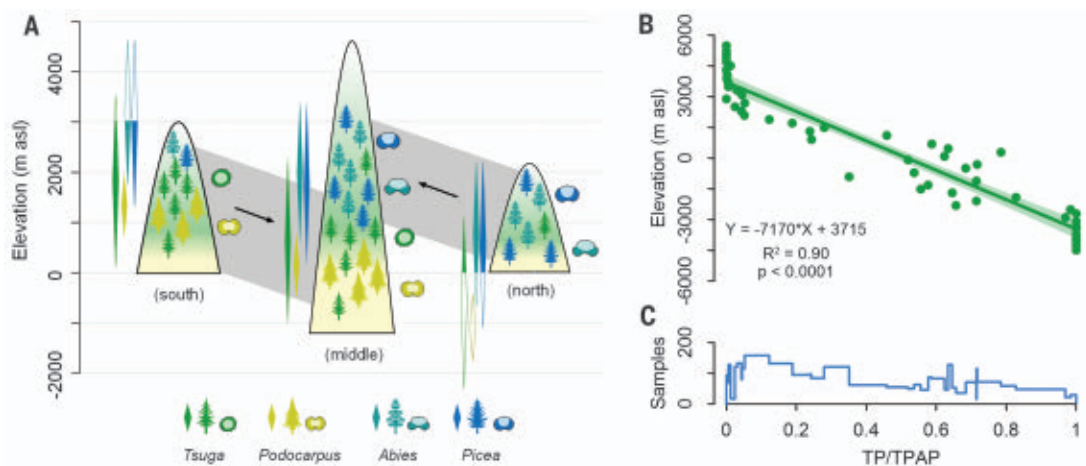 A
Elevation (m asl)
4000
2000
0
-2000
(south)
(middle)
(north)
Tsuga
Podocarpus
Abies
Picea
B
Elevation (m asl)
6000
3000
0
-3000
-6000
Y = -7170*X + 3715
R² = 0.90
p < 0.0001
C
Samples
200
0
0
0.2
0.4
0.6
0.8
1
TP/TPAP